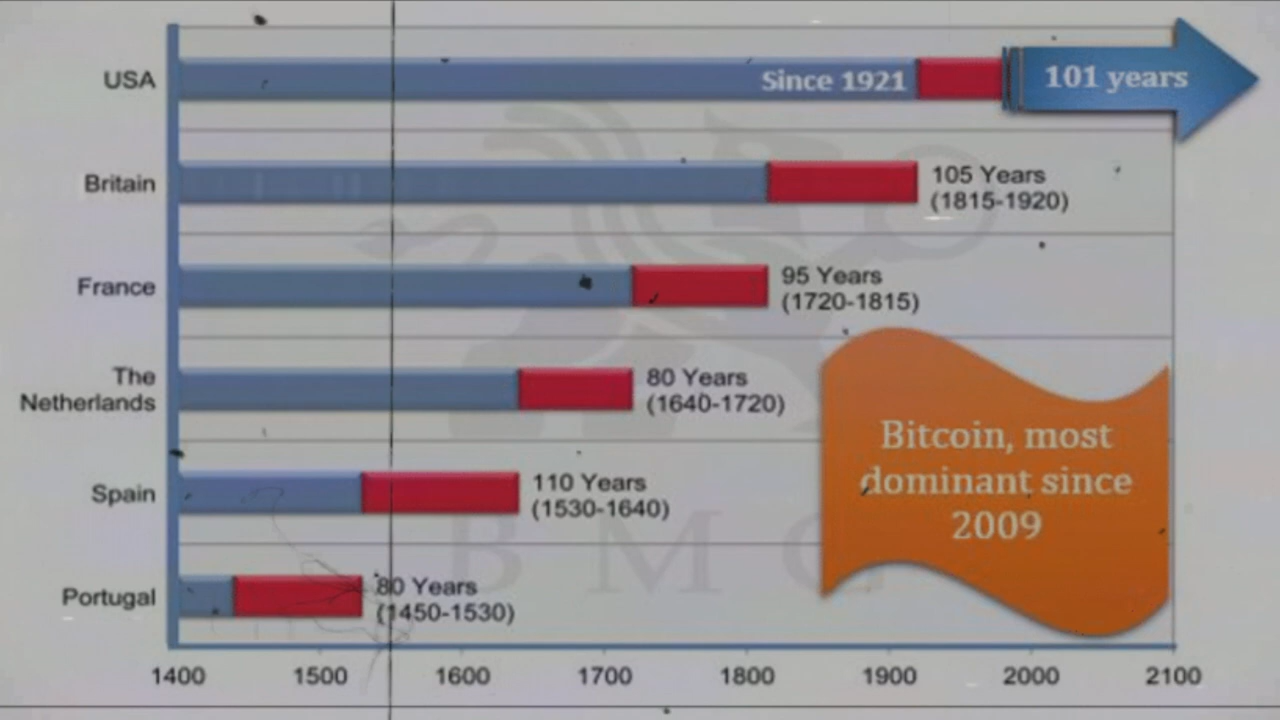 USA
Since 1921
101 years
Britain
105 Years
(1815-1920)
France
95 Years
(1720-1815)
The
Netherlands
80 Years
(1640-1720)
Spain
110 Years
(1530-1640)
Portugal
80 Years
(1450-1530)
Bitcoin, most
dominant since
2009
B M G
1400 1500 1600 1700 1800 1900 2000 2100